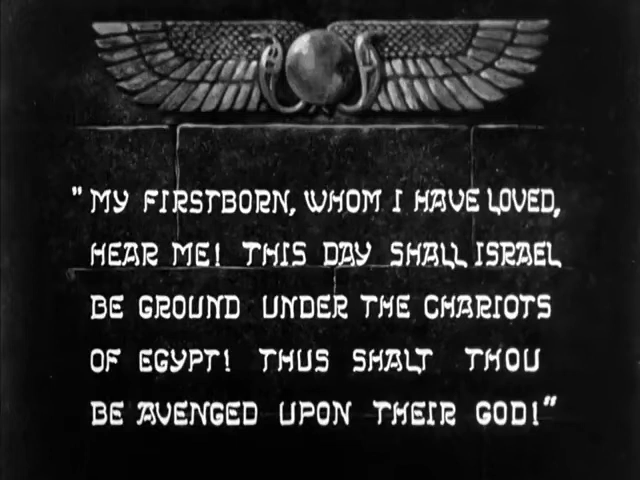 "MY FIRSTBORN, WHOM I HAVE LOVED,
HEAR ME! THIS DAY SHALL ISRAEL
BE GROUND UNDER THE CHARIOTS
OF EGYPT! THUS SHALT THOU
BE AVENGED UPON THEIR GOD!"